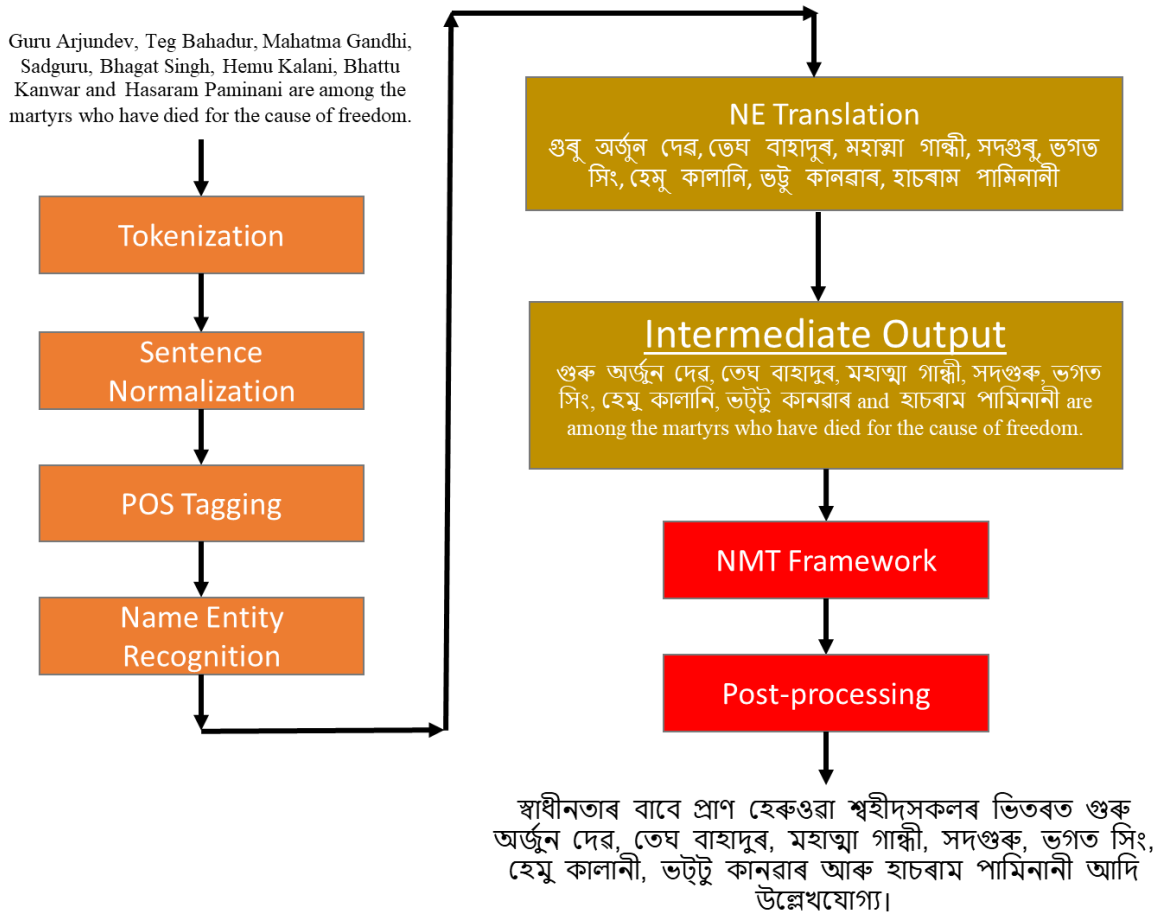 Guru Arjundev, Teg Bahadur, Mahatma Gandhi,
Sadguru, Bhagat Singh, Hemu Kalani, Bhattu
Kanwar and Hasaram Paminani are among the
martyrs who have died for the cause of freedom.
Tokenization
Sentence
Normalization
POS Tagging
Name Entity
Recognition
NE Translation
গুৰু অৰ্জুন দেৱ, তেঘ বাহাদুৰ, মহাত্মা গান্ধী, সদগুৰু, ভগত
সিং, হেমু কালানি, ভট্টু কানৱাৰ, হাচৰাম পামিনানী
Intermediate Output
গুৰু অৰ্জুন দেৱ, তেঘ বাহাদুৰ, মহাত্মা গান্ধী, সদগুৰু, ভগত
সিং, হেমু কালানি, ভট্‌টু কানৱাৰ and হাচৰাম পামিনানী are
among the martyrs who have died for the cause of freedom.
NMT Framework
Post-processing
স্বাধীনতাৰ বাবে প্ৰাণ হেৰুওৱা শ্বহীদসকলৰ ভিতৰত গুৰু
অৰ্জুন দেৱ, তেঘ বাহাদুৰ, মহাত্মা গান্ধী, সদগুৰু, ভগত সিং,
হেমু কালানী, ভট্‌টু কানৱাৰ আৰু হাচৰাম পামিনানী আদি
উল্লেখযোগ্য।